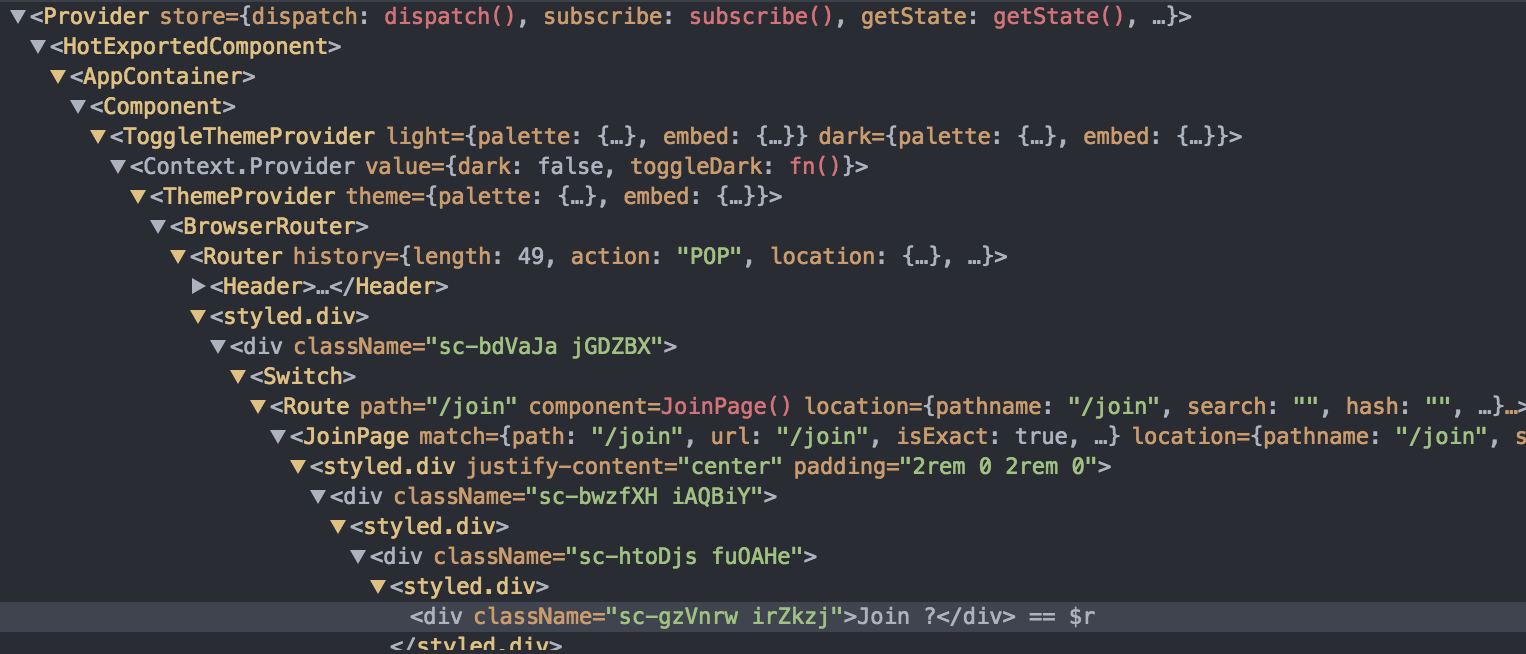 ▼<Provider store={dispatch: dispatch(), subscribe: subscribe(), getState: getState(), …}>
▼<HotExportedComponent>
▼<AppContainer>
▼<Component>
▼<ToggleThemeProvider light={palette: {…}, embed: {…}} dark={palette: {…}, embed: {…}}>
▼<Context.Provider value={dark: false, toggleDark: fn()}>
▼<ThemeProvider theme={palette: {…}, embed: {…}}>
▼<BrowserRouter>
▼<Router history={length: 49, action: "POP", location: {…}, …}>
▶<Header>…</Header>
▼<styled.div>
▼<div className="sc-bdVaJa jGDZBX">
▼<Switch>
▼<Route path="/join" component=JoinPage() location={pathname: "/join", search: "", hash: "", …}…>
▼<JoinPage match={path: "/join", url: "/join", isExact: true, …} location={pathname: "/join", s
▼<styled.div justify-content="center" padding="2rem 0 2rem 0">
▼<div className="sc-bwzfXH iAQBiY">
▼<styled.div>
▼<div className="sc-htoDjs fuOAHe">
▼<styled.div>
<div className="sc-gzVnrw irZkzj">Join ?</div> == $r
</styled.div>